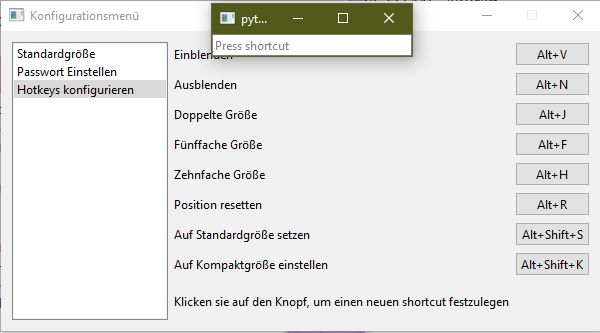 Konfigurationsmenü
pyt...
Press shortcut
Standardgröße
Passwort Einstellen
Hotkeys konfigurieren
Einblenden Alt+V
Ausblenden Alt+N
Doppelte Größe Alt+J
Fünffache Größe Alt+F
Zehnfache Größe Alt+H
Position resetten Alt+R
Auf Standardgröße setzen Alt+Shift+S
Auf Kompaktgröße einstellen Alt+Shift+K
Klicken sie auf den Knopf, um einen neuen shortcut festzulegen